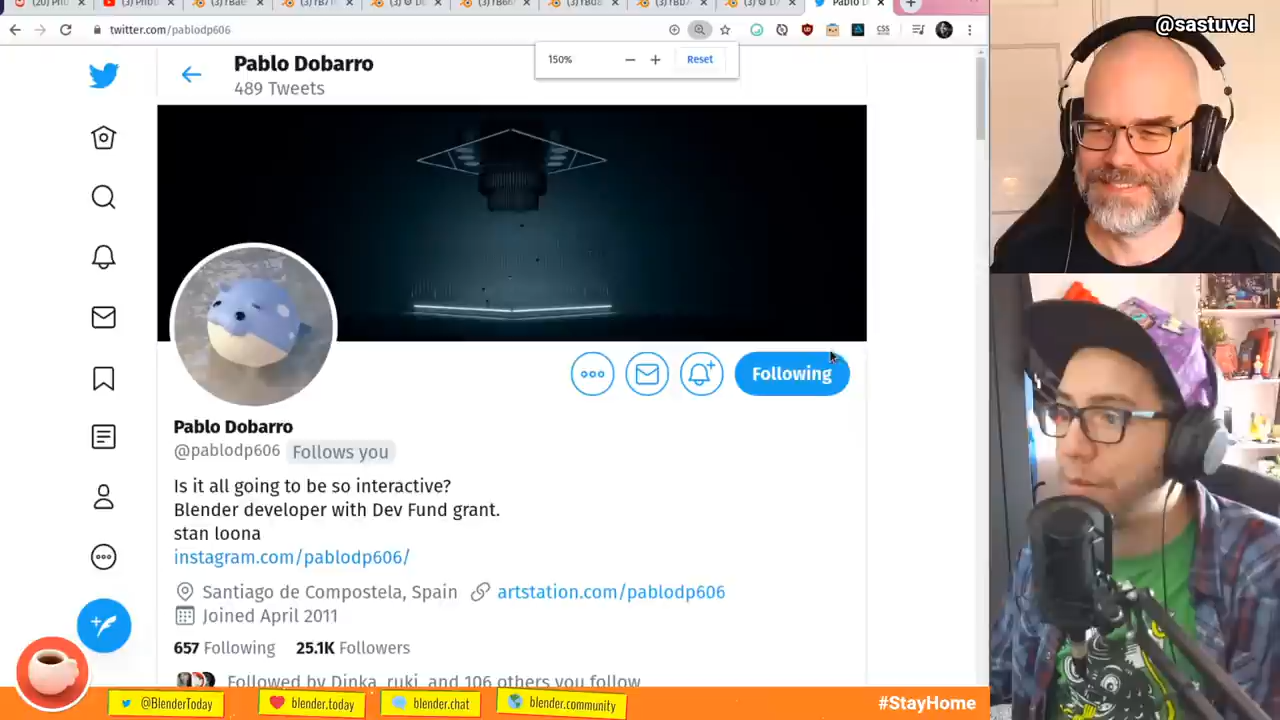 twitter.com/pablodp606
150%
Reset
@sastuvel
Pablo Dobarro
489 Tweets
Following
Pablo Dobarro
@pablodp606 Follows you
Is it all going to be so interactive?
Blender developer with Dev Fund grant.
stan loona
instagram.com/pablodp606/
Santiago de Compostela, Spain artstation.com/pablodp606
Joined April 2011
657 Following 25.1K Followers
Followed by Dinka, ruki, and 106 others you follow
@BlenderToday blender.today blender.chat blender.community #StayHome